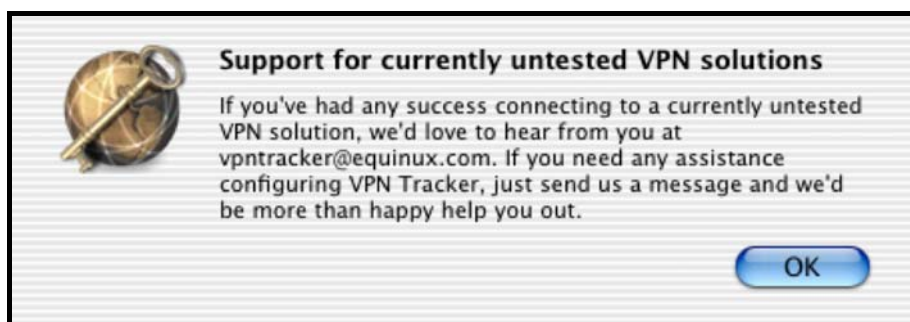 Support for currently untested VPN solutions
If you've had any success connecting to a currently untested
VPN solution, we'd love to hear from you at
vpntracker@equinux.com. If you need any assistance
configuring VPN Tracker, just send us a message and we'd
be more than happy help you out.
OK